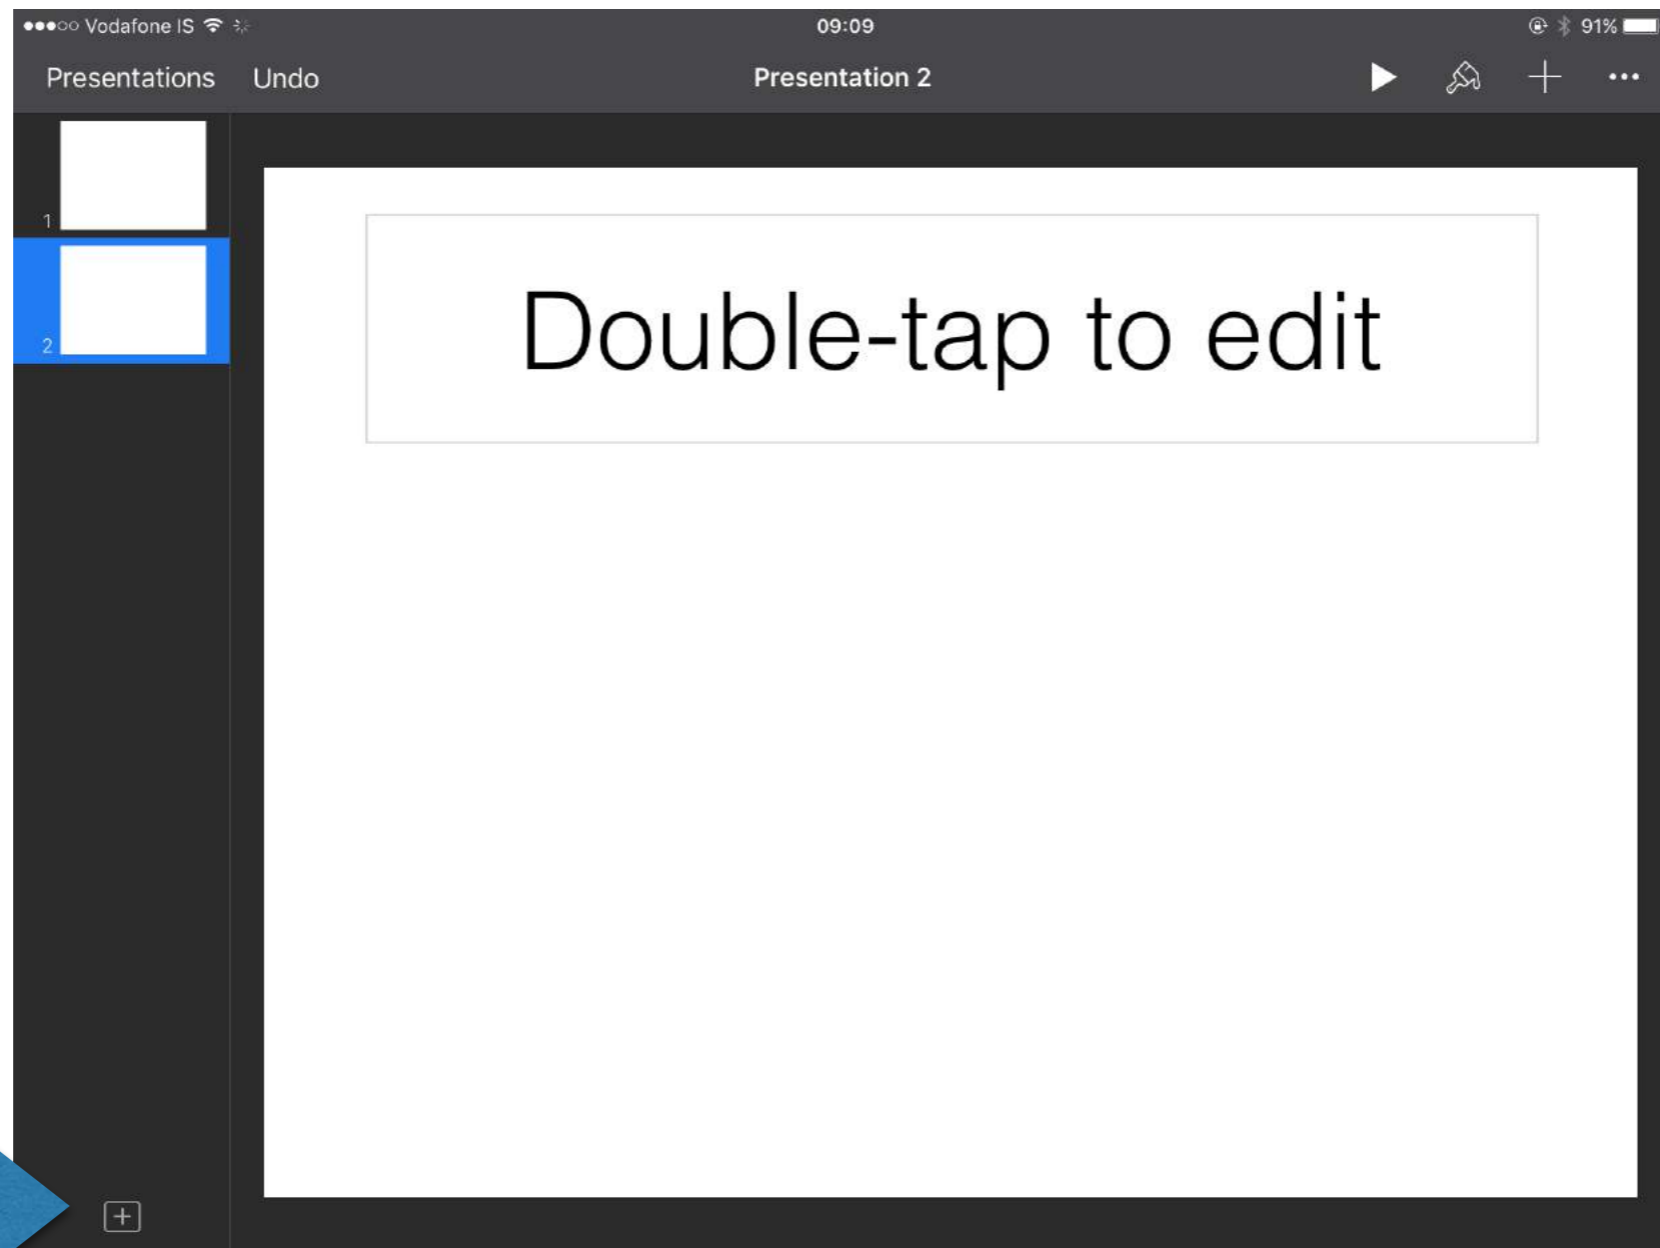 Vodafone IS 09:09 91%
Presentations Undo Presentation 2
1
2
Double-tap to edit